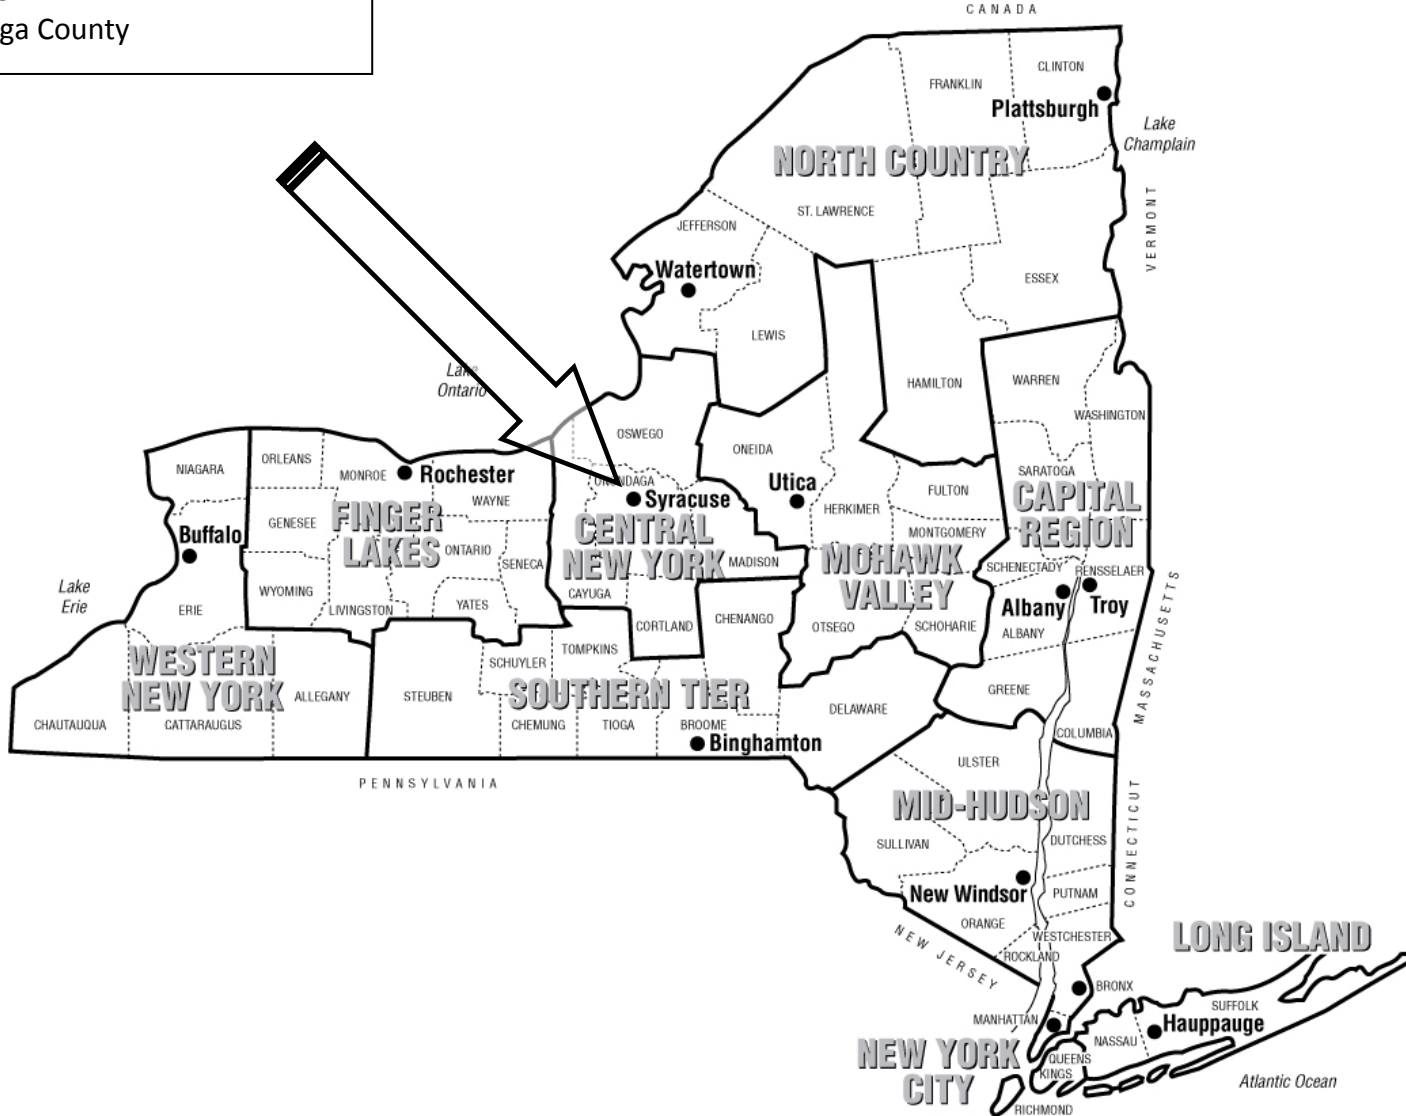 ga County
CANADA
CLINTON
FRANKLIN
Plattsburgh
Lake
Champlain
NORTH COUNTRY
VERMONT
ST. LAWRENCE
JEFFERSON
Watertown
ESSEX
LEWIS
Lake
Ontario
HAMILTON
WARREN
WASHINGTON
OSWEGO
ONEIDA
NIAGARA
ORLEANS
MONROE
Rochester
WAYNE
ONONDAGA
Syracuse
Utica
HERKIMER
FULTON
SARATOGA
CAPITAL
REGION
GENESEE
FINGER
LAKES
CENTRAL
NEW YORK
MONTGOMERY
Buffalo
ONTARIO
SENECA
MADISON
MOHAWK
VALLEY
SCHENECTADY
RENSSELAER
Lake
Erie
ERIE
WYOMING
LIVINGSTON
YATES
CAYUGA
CORTLAND
CHENANGO
OTSEGO
SCHOHARIE
Albany
Troy
ALBANY
MASSACHUSETTS
WESTERN
NEW YORK
ALLEGANY
STEUBEN
SCHUYLER
TOMPKINS
SOUTHERN TIER
GREENE
CHAUTAUQUA
CATTARAUGUS
CHEMUNG
TIOGA
BROOME
Binghamton
DELAWARE
COLUMBIA
PENNSYLVANIA
ULSTER
MID-HUDSON
SULLIVAN
DUTCHESS
CONNECTICUT
New Windsor
PUTNAM
ORANGE
NEW JERSEY
WESTCHESTER
ROCKLAND
LONG ISLAND
BRONX
MANHATTAN
SUFFOLK
Hauppauge
NASSAU
NEW YORK
CITY
QUEENS
KINGS
RICHMOND
Atlantic Ocean